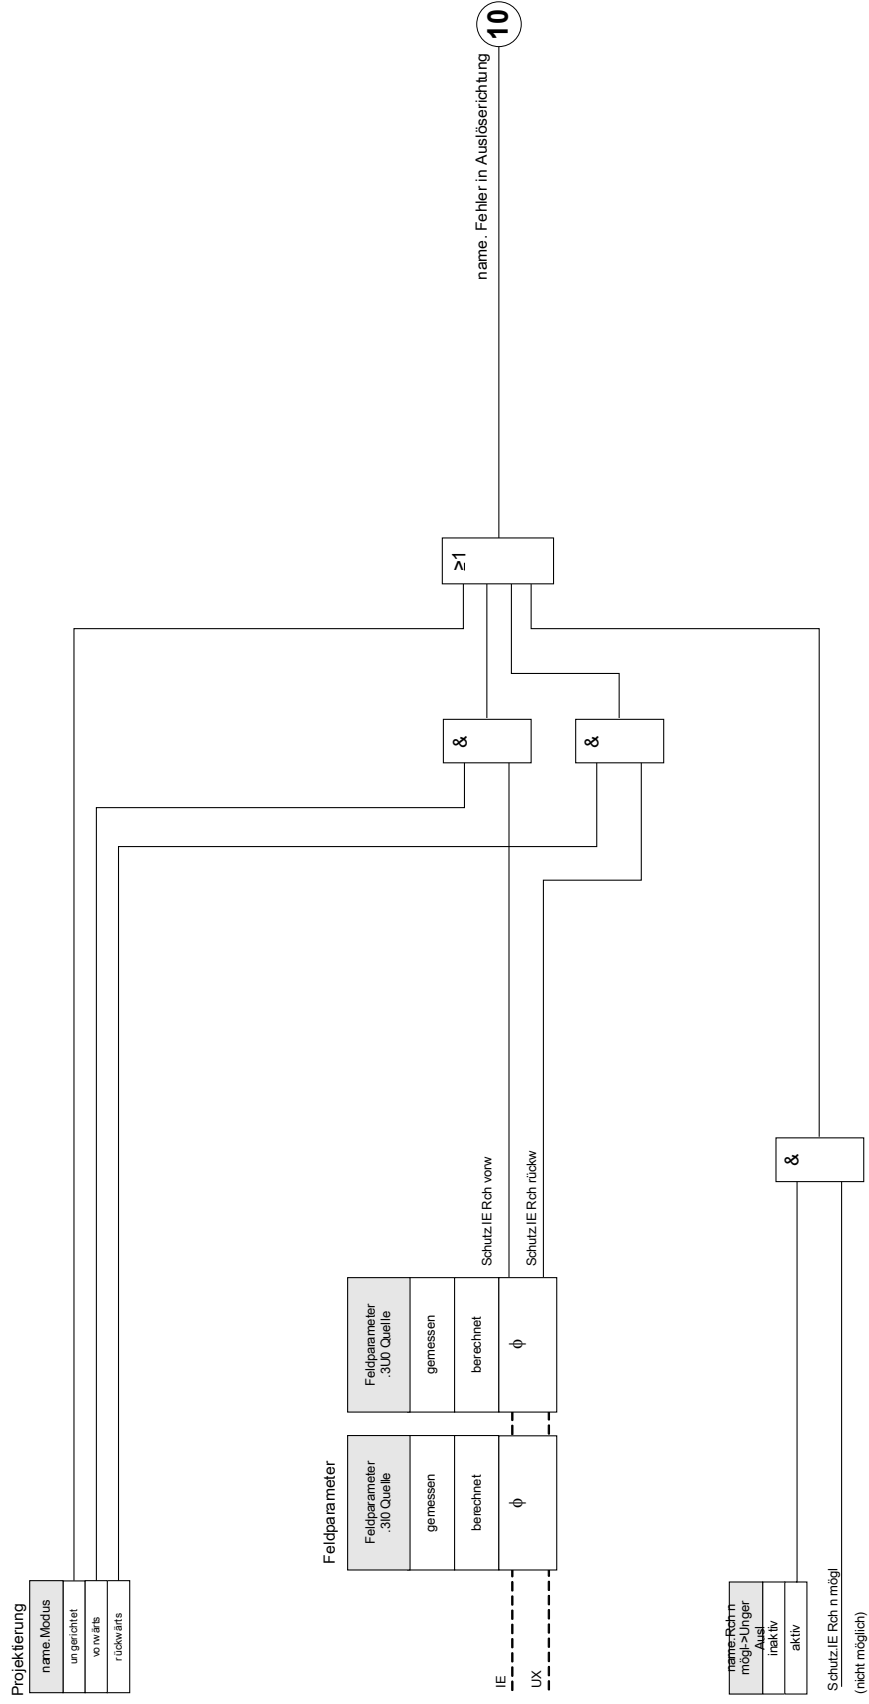 Projektierung
name.Modus
ungerichtet
vorwärts
rückwärts
Feldparameter
Feldparameter
.3I0 Quelle
gemessen
berechnet
ϕ
Feldparameter
.3U0 Quelle
gemessen
berechnet
ϕ
IE
UX
Schutz.IE Rch vorw
Schutz.IE Rch rückw
name.Rch n
mögl->Unger
Ausl
inaktiv
aktiv
Schutz.IE Rch n mögl
(nicht möglich)
&
&
&
≥1
name. Fehler in Auslöserichtung
10